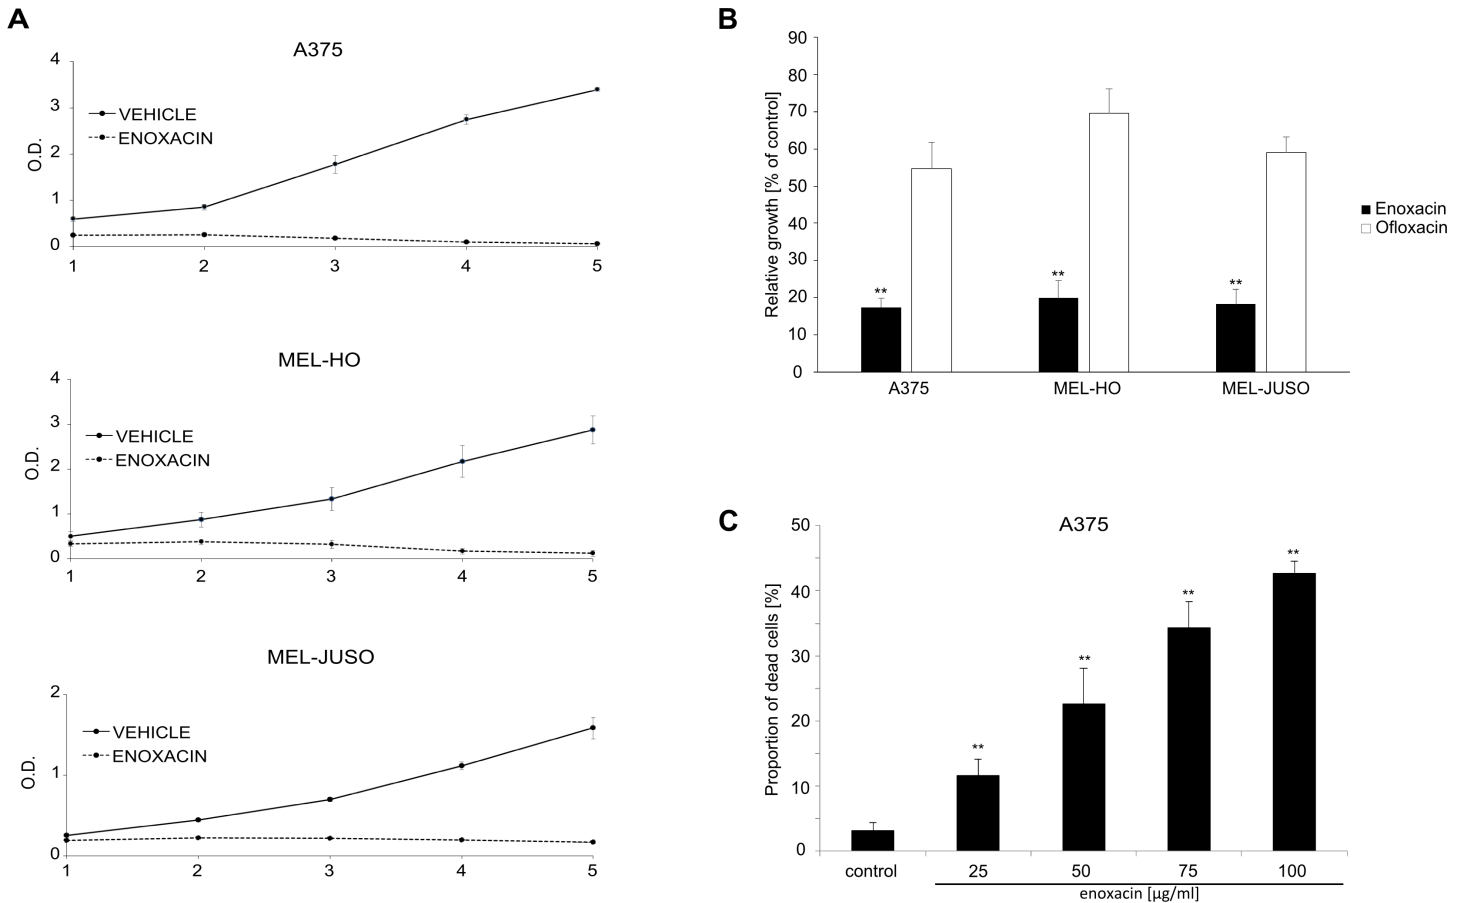 A
A375
4
3
2
1
0
O.D.
VEHICLE
ENOXACIN
1 2 3 4 5
MEL-HO
4
3
2
1
0
O.D.
VEHICLE
ENOXACIN
1 2 3 4 5
MEL-JUSO
2
1
0
O.D.
VEHICLE
ENOXACIN
1 2 3 4 5
B
90
80
70
60
50
40
30
20
10
0
Relative growth [% of control]
** ** **
A375 MEL-HO MEL-JUSO
Enoxacin
Ofloxacin
C
A375
50
40
30
20
10
0
Proportion of dead cells [%]
** ** ** **
control 25 50 75 100
enoxacin [µg/ml]